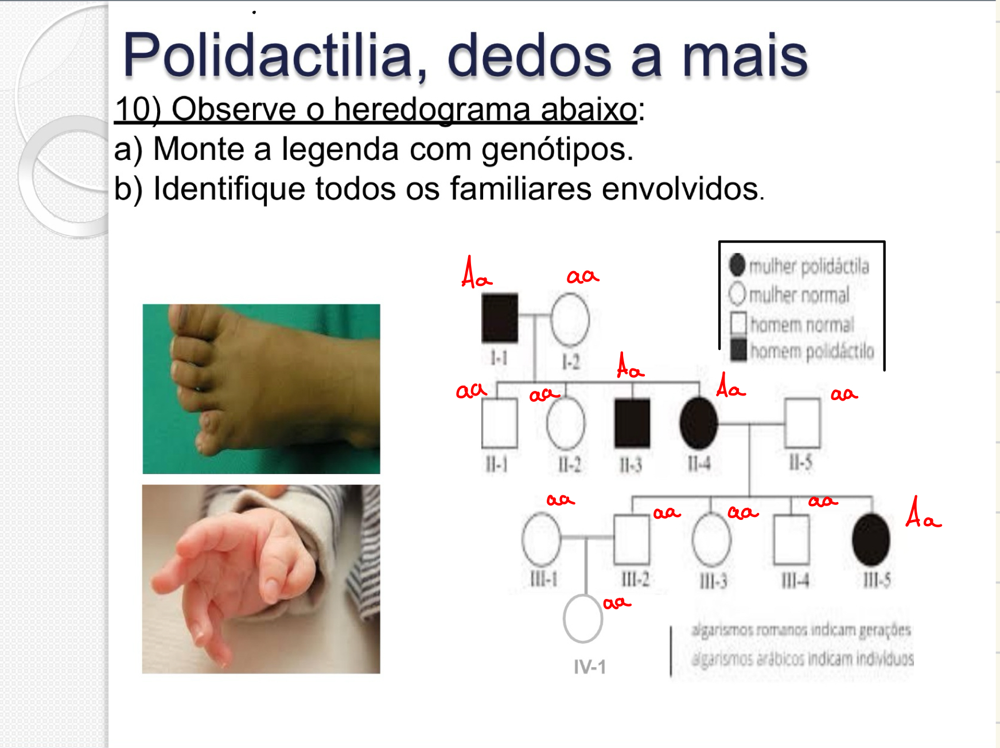 Polidactilia, dedos a mais
10) Observe o heredograma abaixo:
a) Monte a legenda com genótipos.
b) Identifique todos os familiares envolvidos.
mulher polidáctila
mulher normal
homem normal
homem polidáctilo
Aa aa
I-1 I-2
aa aa Aa Aa aa
II-1 II-2 II-3 II-4 II-5
aa aa aa aa Aa
III-1 III-2 III-3 III-4 III-5
aa
IV-1
algarismos romanos indicam gerações
algarismos arábicos indicam indivíduos